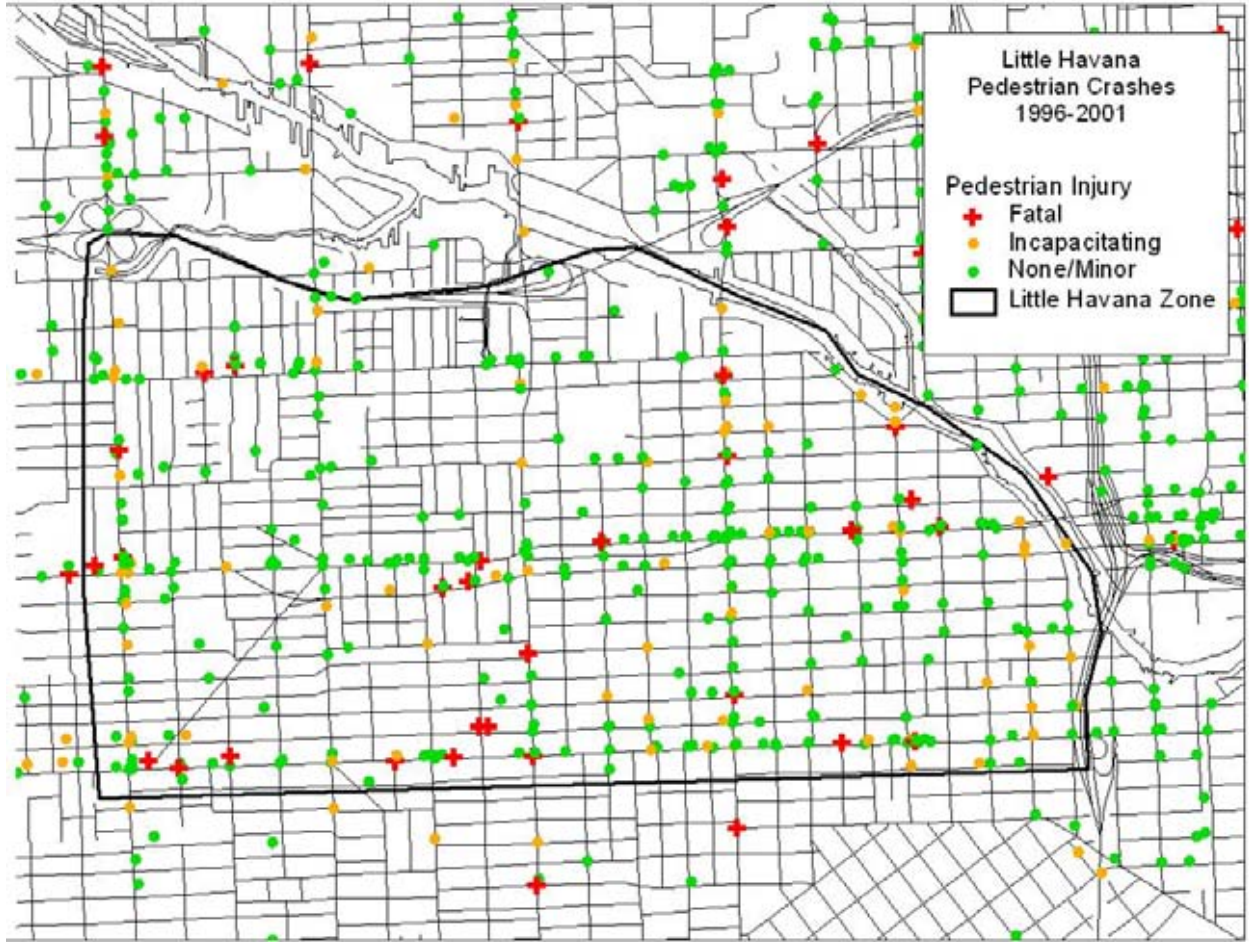 Little Havana
Pedestrian Crashes
1996-2001
Pedestrian Injury
Fatal
Incapacitating
None/Minor
Little Havana Zone